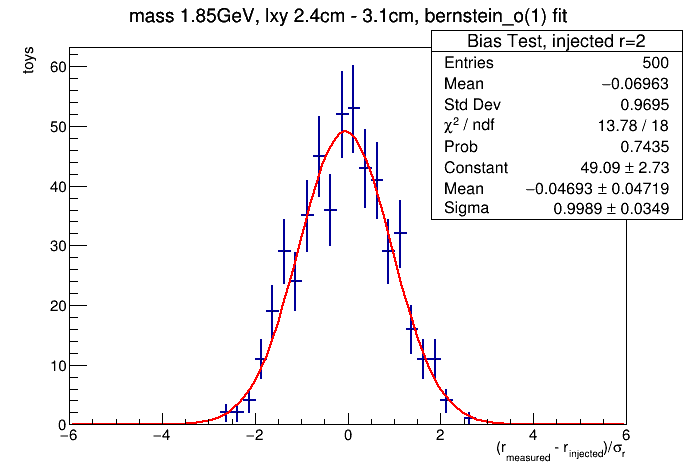 mass 1.85GeV, lxy 2.4cm - 3.1cm, bernstein_o(1) fit
Bias Test, injected r=2
Entries 500
Mean −0.06963
Std Dev 0.9695
χ² / ndf 13.78 / 18
Prob 0.7435
Constant 49.09 ± 2.73
Mean −0.04693 ± 0.04719
Sigma 0.9989 ± 0.0349
toys
60
50
40
30
20
10
0
−6 −4 −2 0 2 4 6
(r_measured - r_injected)/σ_r